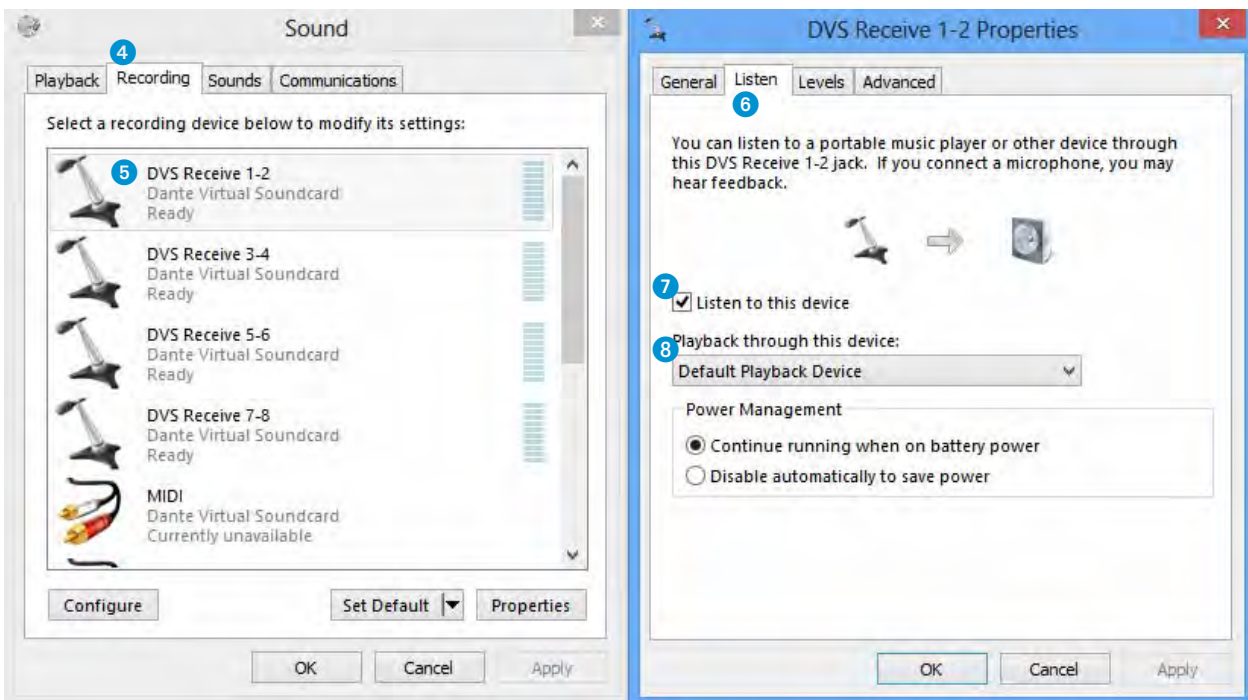 Sound
4
Playback Recording Sounds Communications
Select a recording device below to modify its settings:
5
DVS Receive 1-2
Dante Virtual Soundcard
Ready
DVS Receive 3-4
Dante Virtual Soundcard
Ready
DVS Receive 5-6
Dante Virtual Soundcard
Ready
DVS Receive 7-8
Dante Virtual Soundcard
Ready
MIDI
Dante Virtual Soundcard
Currently unavailable
Configure Set Default Properties
OK Cancel Apply
DVS Receive 1-2 Properties
General Listen Levels Advanced
6
You can listen to a portable music player or other device through
this DVS Receive 1-2 jack. If you connect a microphone, you may
hear feedback.
7
Listen to this device
8
Playback through this device:
Default Playback Device
Power Management
Continue running when on battery power
Disable automatically to save power
OK Cancel Apply